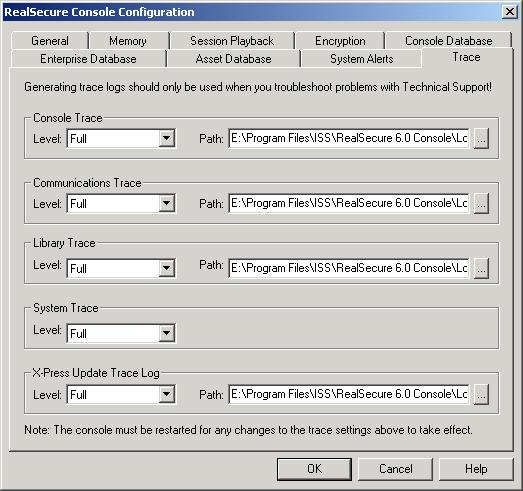 RealSecure Console Configuration
General Memory Session Playback Encryption Console Database
Enterprise Database Asset Database System Alerts Trace
Generating trace logs should only be used when you troubleshoot problems with Technical Support!
Console Trace
Level: Full Path: E:\Program Files\ISS\RealSecure 6.0 Console\Lo ...
Communications Trace
Level: Full Path: E:\Program Files\ISS\RealSecure 6.0 Console\Lo ...
Library Trace
Level: Full Path: E:\Program Files\ISS\RealSecure 6.0 Console\Lo ...
System Trace
Level: Full
X-Press Update Trace Log
Level: Full Path: E:\Program Files\ISS\RealSecure 6.0 Console\Lo ...
Note: The console must be restarted for any changes to the trace settings above to take effect.
OK Cancel Help